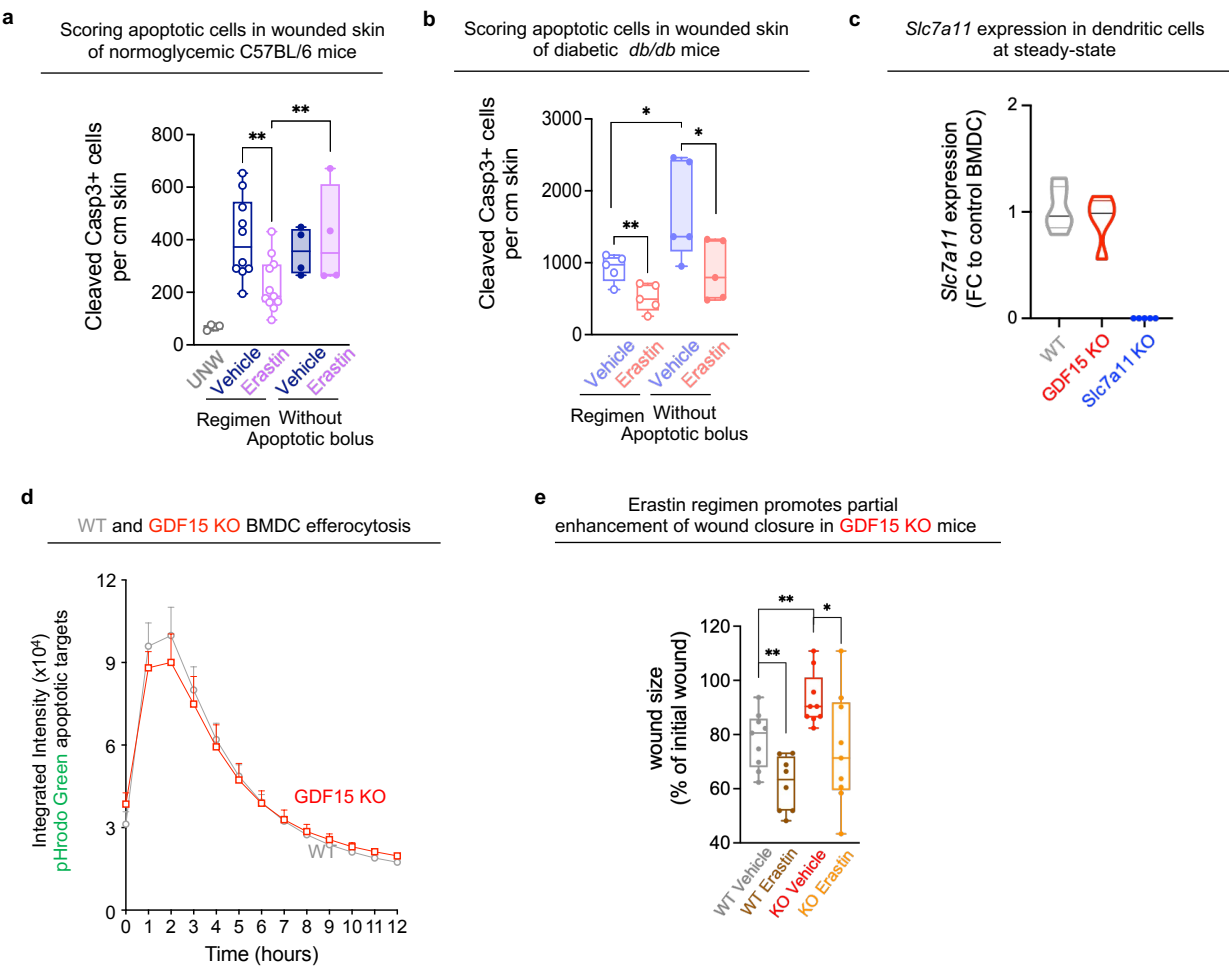 a
Scoring apoptotic cells in wounded skin
of normoglycemic C57BL/6 mice
Cleaved Casp3+ cells
per cm skin
800
600
400
200
0
**
**
UNW
Vehicle
Erastin
Vehicle
Erastin
Regimen
Without
Apoptotic bolus
b
Scoring apoptotic cells in wounded skin
of diabetic db/db mice
Cleaved Casp3+ cells
per cm skin
3000
2000
1000
0
*
*
**
Vehicle
Erastin
Vehicle
Erastin
Regimen
Without
Apoptotic bolus
c
Slc7a11 expression in dendritic cells
at steady-state
Slc7a11 expression
(FC to control BMDC)
2
1
0
WT
GDF15 KO
Slc7a11 KO
d
WT and GDF15 KO BMDC efferocytosis
Integrated Intensity (x10⁴)
pHrodo Green apoptotic targets
12
9
6
3
0
GDF15 KO
WT
0 1 2 3 4 5 6 7 8 9 10 11 12
Time (hours)
e
Erastin regimen promotes partial
enhancement of wound closure in GDF15 KO mice
wound size
(% of initial wound)
120
100
80
60
40
**
*
**
WT Vehicle
WT Erastin
KO Vehicle
KO Erastin